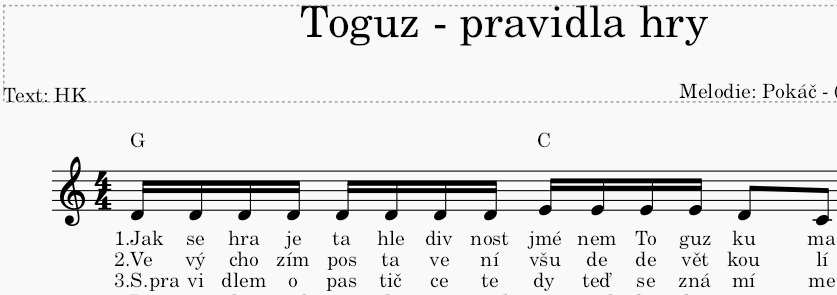 Toguz - pravidla hry
Text: HK
Melodie: Pokáč -
G C
4
4
1.Jak se hra je ta hle div nost jmé nem To guz ku ma
2.Ve vý cho zím pos ta ve ní všu de de vět kou lí
3.S.pra vi dlem o pas tič ce te dy teď se zná mí me